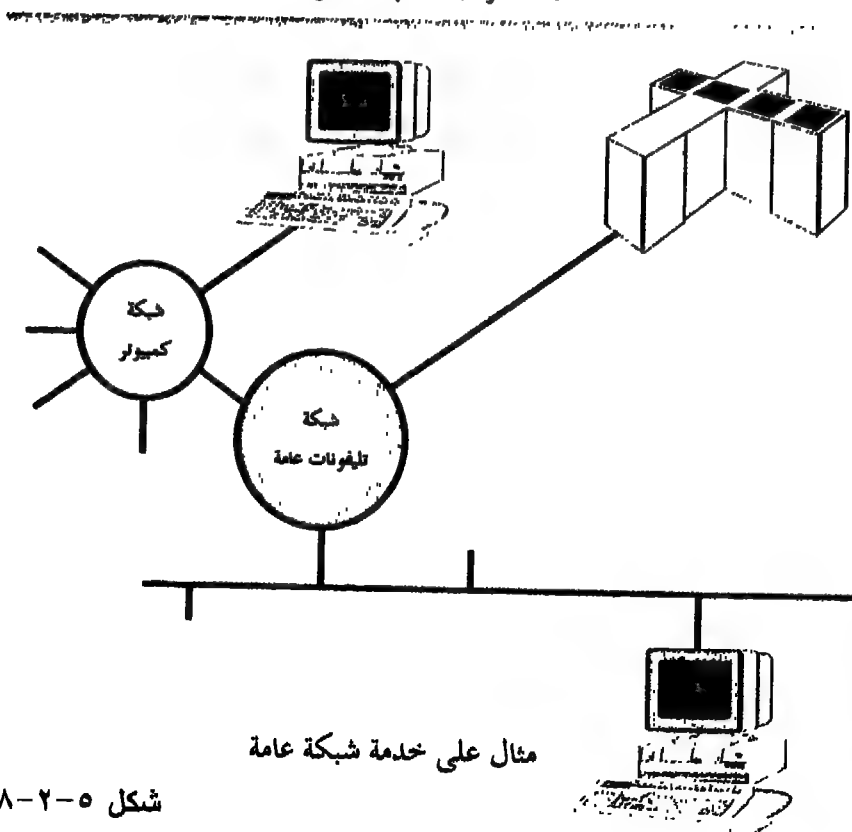 شبكة
كمبيوتر
شبكة
تليفونات عامة
مثال على خدمة شبكة عامة
شكل ٥-٢-٨